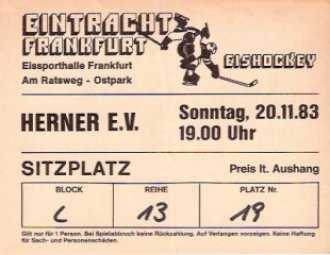 EINTRACHT
FRANKFURT
EISHOCKEY
Eissporthalle Frankfurt
Am Ratsweg - Ostpark
HERNER E.V.
Sonntag, 20.11.83
19.00 Uhr
SITZPLATZ
Preis lt. Aushang
BLOCK REIHE PLATZ Nr.
L 13 19
Gilt nur für 1 Person. Bei Spielabbruch keine Rückzahlung. Auf Verlangen vorzeigen. Keine Haftung
für Sach- und Personenschäden.